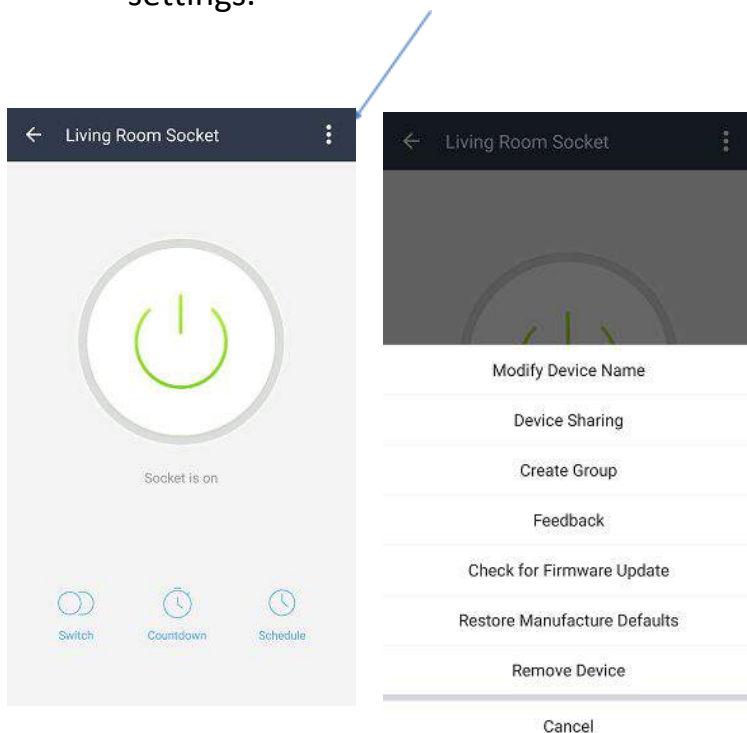 settings.
Living Room Socket
Socket is on
Switch Countdown Schedule
Living Room Socket
Modify Device Name
Device Sharing
Create Group
Feedback
Check for Firmware Update
Restore Manufacture Defaults
Remove Device
Cancel